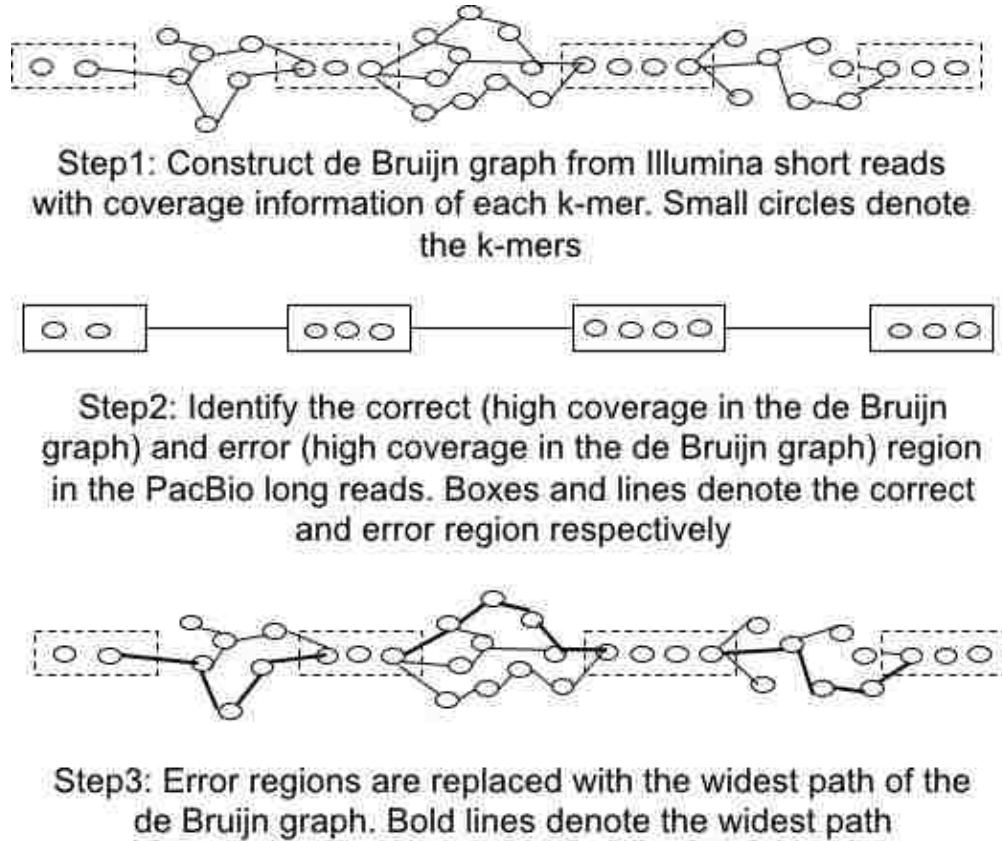 Step1: Construct de Bruijn graph from Illumina short reads
with coverage information of each k-mer. Small circles denote
the k-mers
Step2: Identify the correct (high coverage in the de Bruijn
graph) and error (high coverage in the de Bruijn graph) region
in the PacBio long reads. Boxes and lines denote the correct
and error region respectively
Step3: Error regions are replaced with the widest path of the
de Bruijn graph. Bold lines denote the widest path